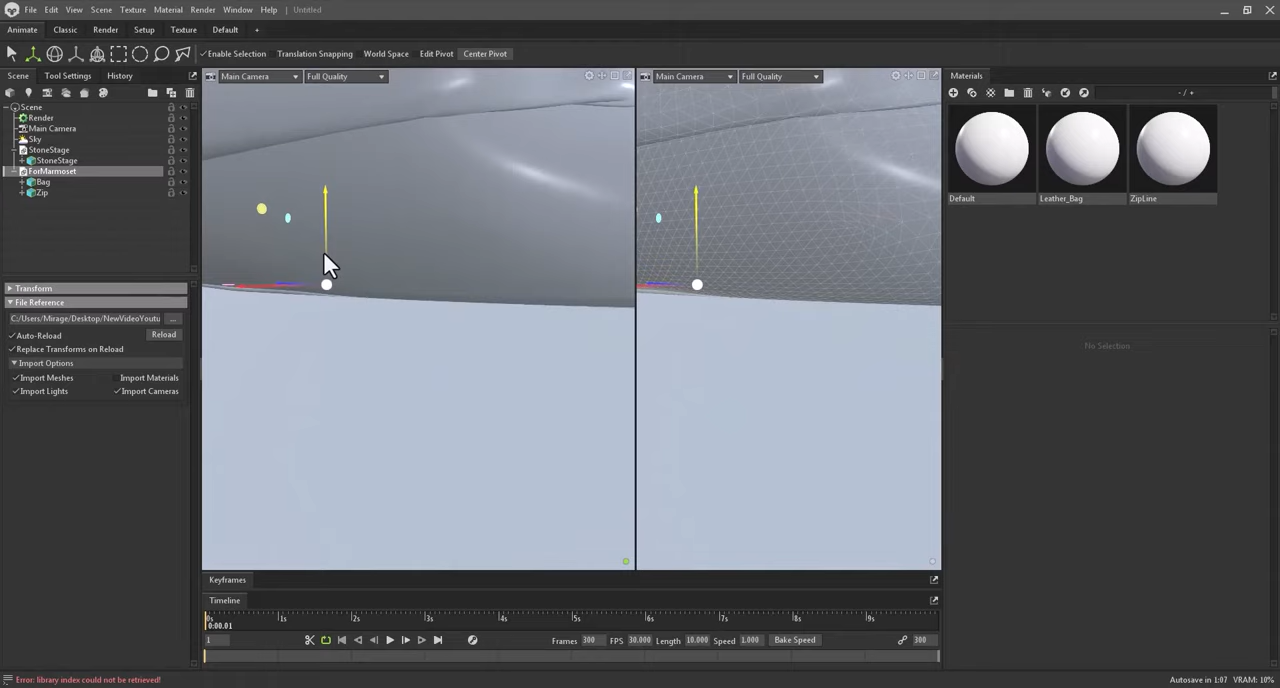 File Edit View Scene Texture Material Render Window Help Untitled
Animate Classic Render Setup Texture Default +
Enable Selection Translation Snapping World Space Edit Pivot Center Pivot
Scene Tool Settings History
Main Camera Full Quality
Main Camera Full Quality
Materials
- / +
Scene
Render
Main Camera
Sky
StoneStage
StoneStage
ForMarmoset
Bag
Zip
Default Leather_Bag ZipLine
Transform
File Reference
C:/Users/Mirage/Desktop/NewVideoYoutu ...
Auto-Reload Reload
Replace Transforms on Reload
Import Options
Import Meshes Import Materials
Import Lights Import Cameras
No Selection
Keyframes
Timeline
0s 1s 2s 3s 4s 5s 6s 7s 8s 9s
0:00.01
1 Frames 300 FPS 30.000 Length 10.000 Speed 1.000 Bake Speed 300
Error: library index could not be retrieved! Autosave in 1:07 VRAM: 10%